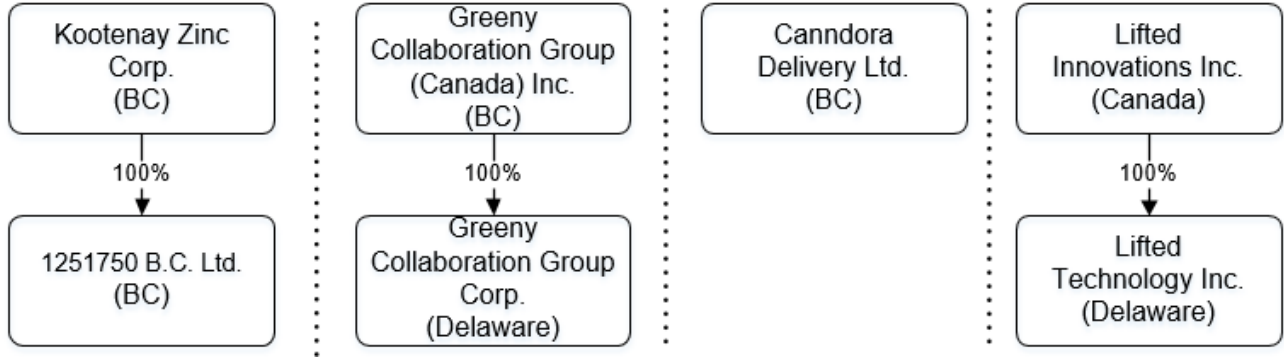 Kootenay Zinc
Corp.
(BC)
100%
1251750 B.C. Ltd.
(BC)
Greeny
Collaboration Group
(Canada) Inc.
(BC)
100%
Greeny
Collaboration Group
Corp.
(Delaware)
Canndora
Delivery Ltd.
(BC)
Lifted
Innovations Inc.
(Canada)
100%
Lifted
Technology Inc.
(Delaware)